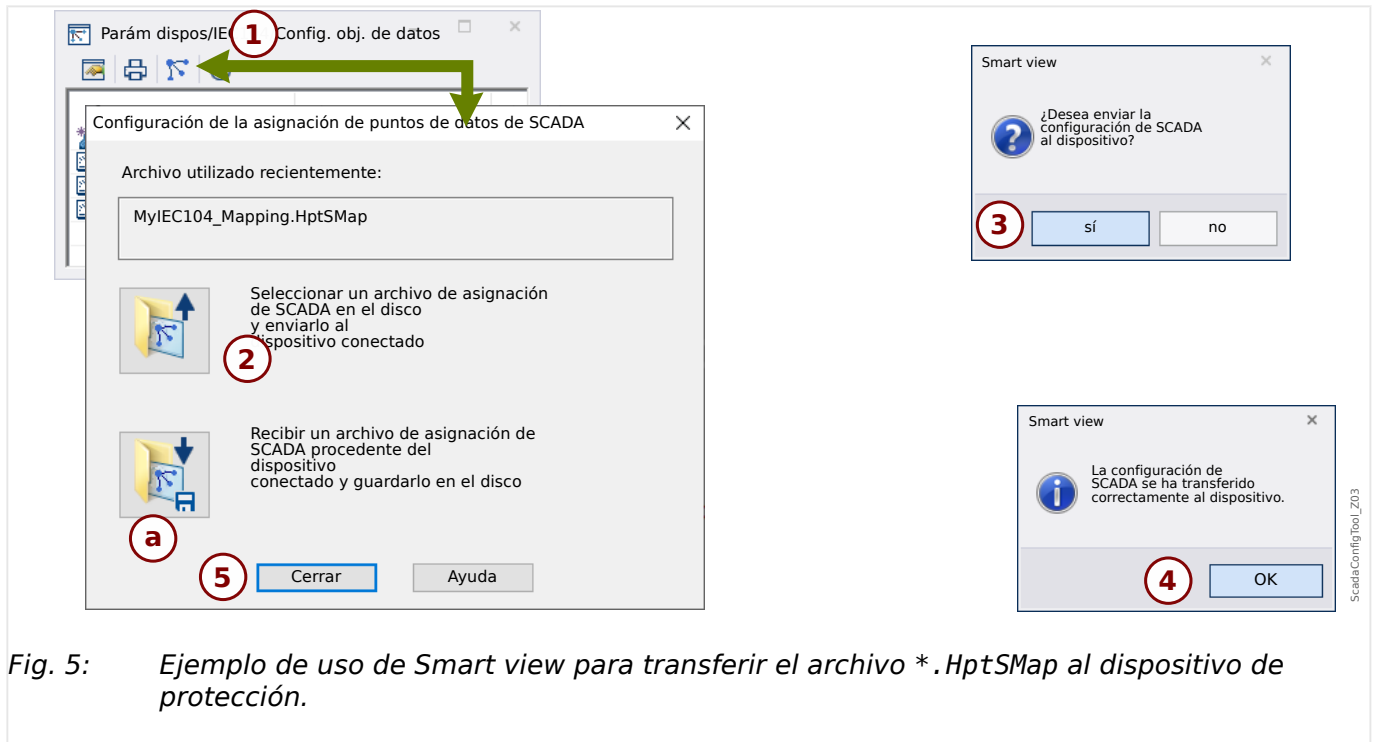 Parám dispos/IE
1
Config. obj. de datos
Configuración de la asignación de puntos de datos de SCADA
Archivo utilizado recientemente:
MyIEC104_Mapping.HptSMap
Seleccionar un archivo de asignación
de SCADA en el disco
y enviarlo al
dispositivo conectado
2
Recibir un archivo de asignación de
SCADA procedente del
dispositivo
conectado y guardarlo en el disco
a
5
Cerrar
Ayuda
Smart view
¿Desea enviar la
configuración de SCADA
al dispositivo?
3
sí
no
Smart view
La configuración de
SCADA se ha transferido
correctamente al dispositivo.
4
OK
ScadaConfigTool_Z03
Fig. 5: Ejemplo de uso de Smart view para transferir el archivo *.HptSMap al dispositivo de
protección.